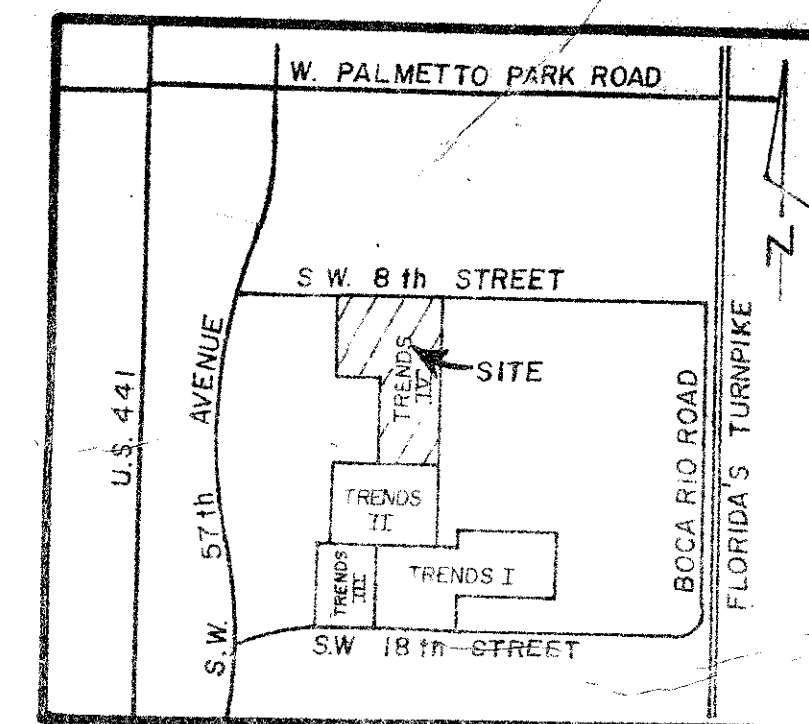 W. PALMETTO PARK ROAD
N
S W. 8th STREET
SITE
TRENDS
IV
U.S. 441
S.W. 57th AVENUE
BOCA RIO ROAD
FLORIDA'S TURNPIKE
TRENDS
II
TRENDS
III
TRENDS I
S.W 18th STREET